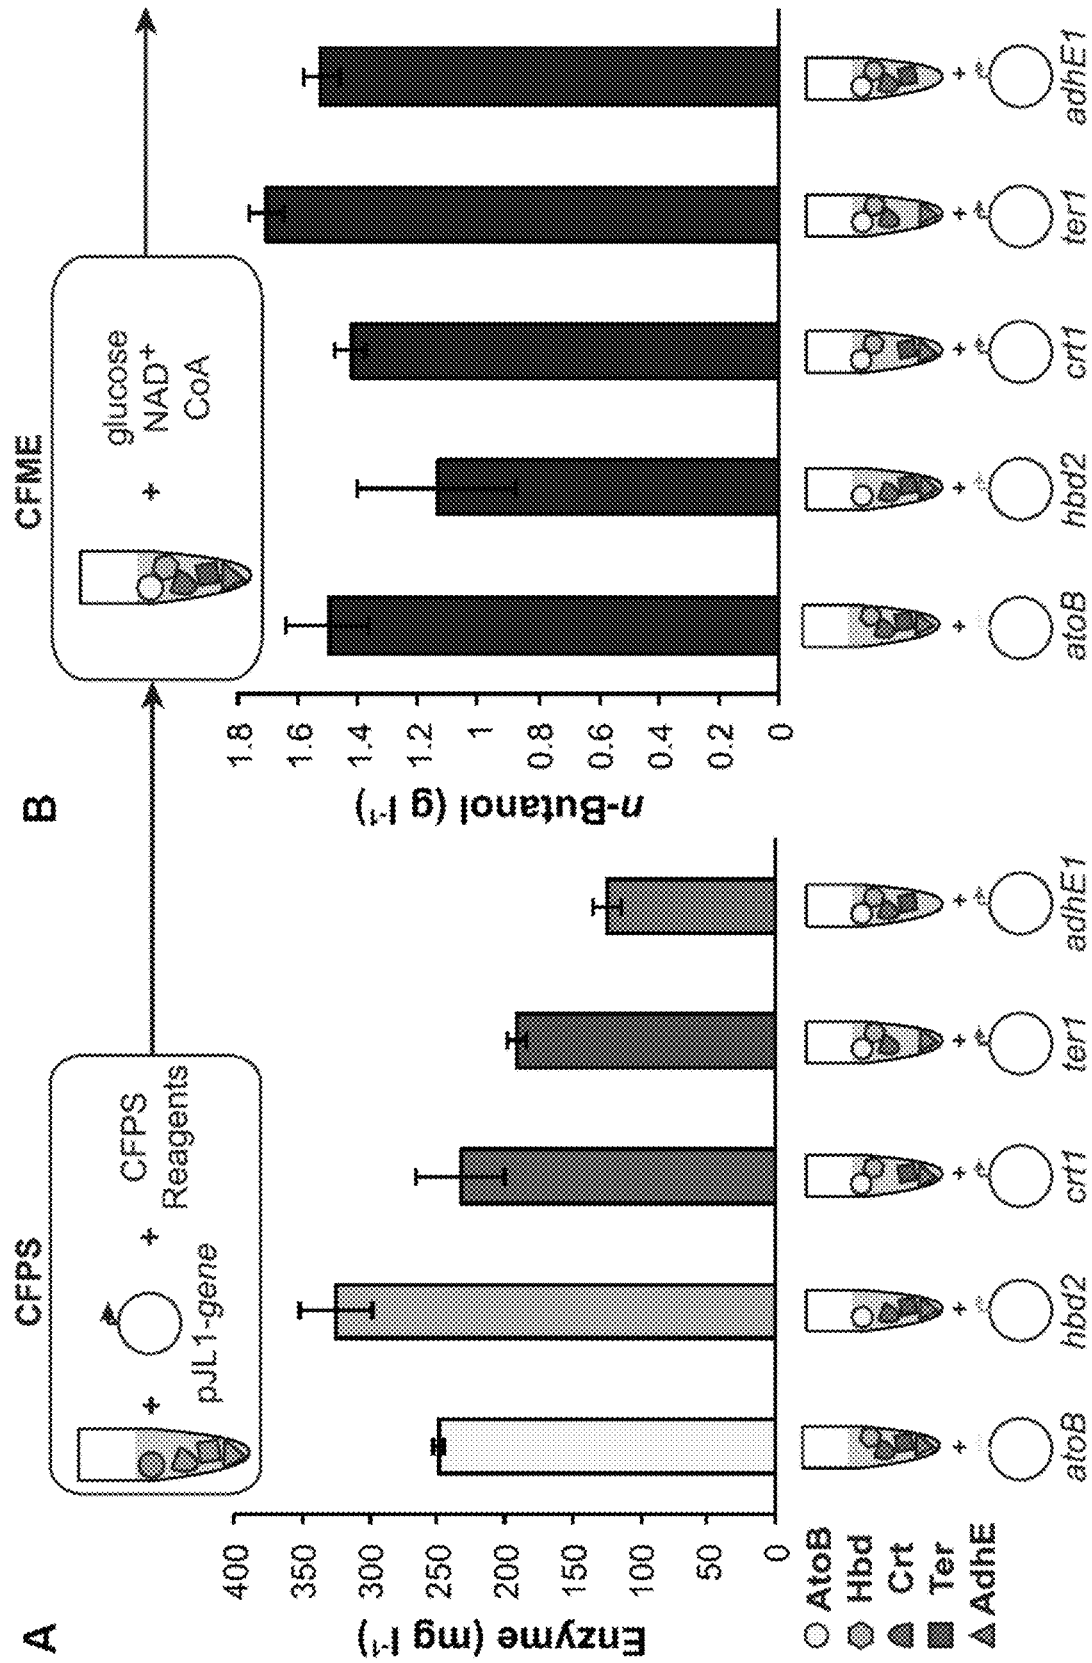 A
CFPS
+
+
pJL1-gene
CFPS
Reagents
Enzyme (mg l-1)
400
350
300
250
200
150
100
50
0
+
+
+
+
+
atoB
hbd2
crt1
ter1
adhE1
AtoB
Hbd
Crt
Ter
AdhE
B
CFME
+
glucose
NAD+
CoA
n-Butanol (g l-1)
1.8
1.6
1.4
1.2
1
0.8
0.6
0.4
0.2
0
+
+
+
+
+
atoB
hbd2
crt1
ter1
adhE1